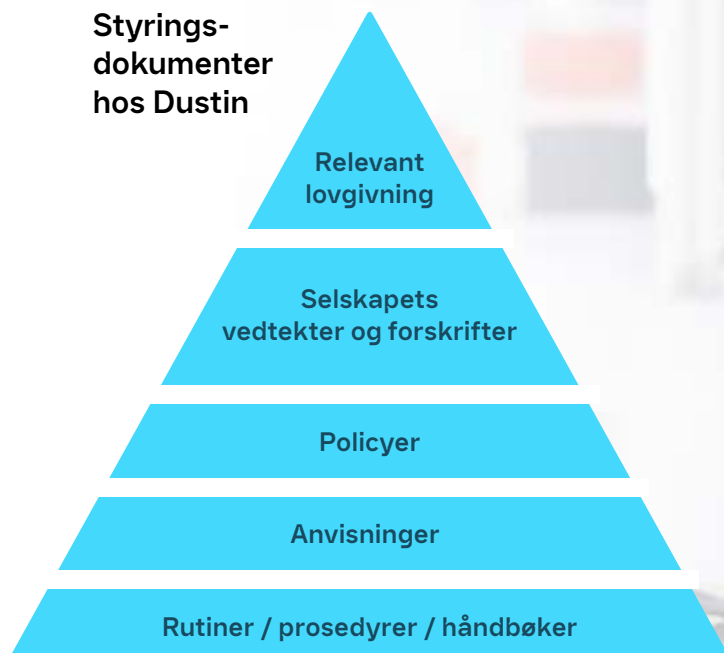 Styrings-
dokumenter
hos Dustin
Relevant
lovgivning
Selskapets
vedtekter og forskrifter
Policyer
Anvisninger
Rutiner / prosedyrer / håndbøker